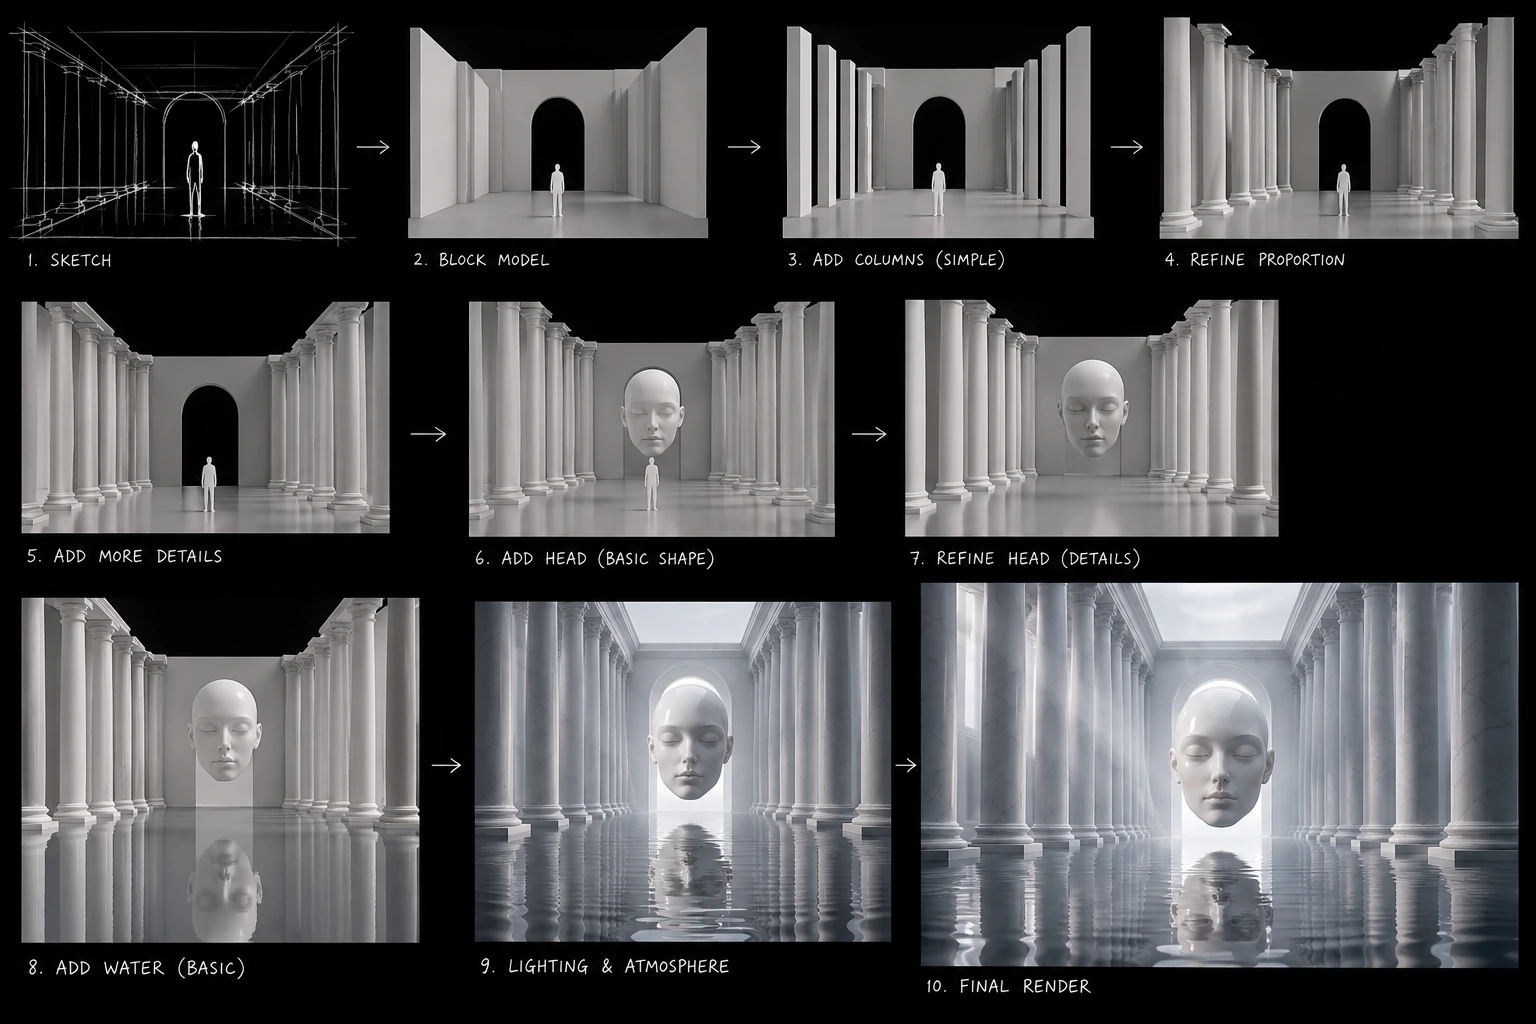 1. SKETCH
2. BLOCK MODEL
3. ADD COLUMNS (SIMPLE)
4. REFINE PROPORTION
5. ADD MORE DETAILS
6. ADD HEAD (BASIC SHAPE)
7. REFINE HEAD (DETAILS)
8. ADD WATER (BASIC)
9. LIGHTING & ATMOSPHERE
10. FINAL RENDER